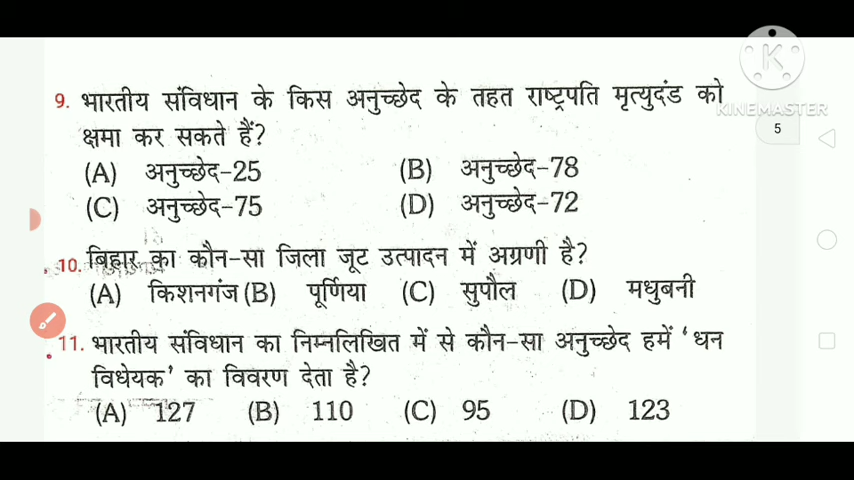 KINEMASTER
5
9. भारतीय संविधान के किस अनुच्छेद के तहत राष्ट्रपति मृत्युदंड को
क्षमा कर सकते हैं?
(A) अनुच्छेद-25 (B) अनुच्छेद-78
(C) अनुच्छेद-75 (D) अनुच्छेद-72
10. बिहार का कौन-सा जिला जूट उत्पादन में अग्रणी है?
(A) किशनगंज (B) पूर्णिया (C) सुपौल (D) मधुबनी
11. भारतीय संविधान का निम्नलिखित में से कौन-सा अनुच्छेद हमें ‘धन
विधेयक’ का विवरण देता है?
(A) 127 (B) 110 (C) 95 (D) 123